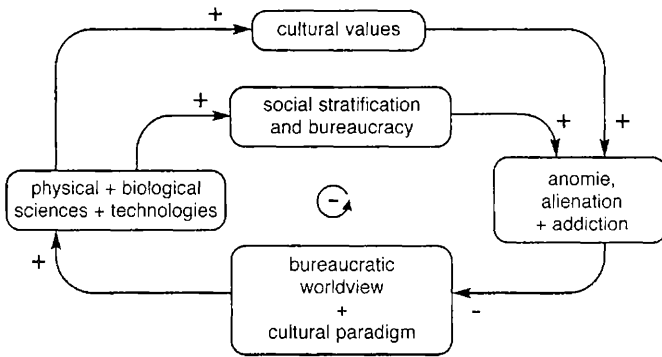 +
cultural values
+
social stratification
and bureaucracy
+
+
physical + biological
sciences + technologies
anomie,
alienation
+ addiction
-
+
bureaucratic
worldview
+
cultural paradigm
-